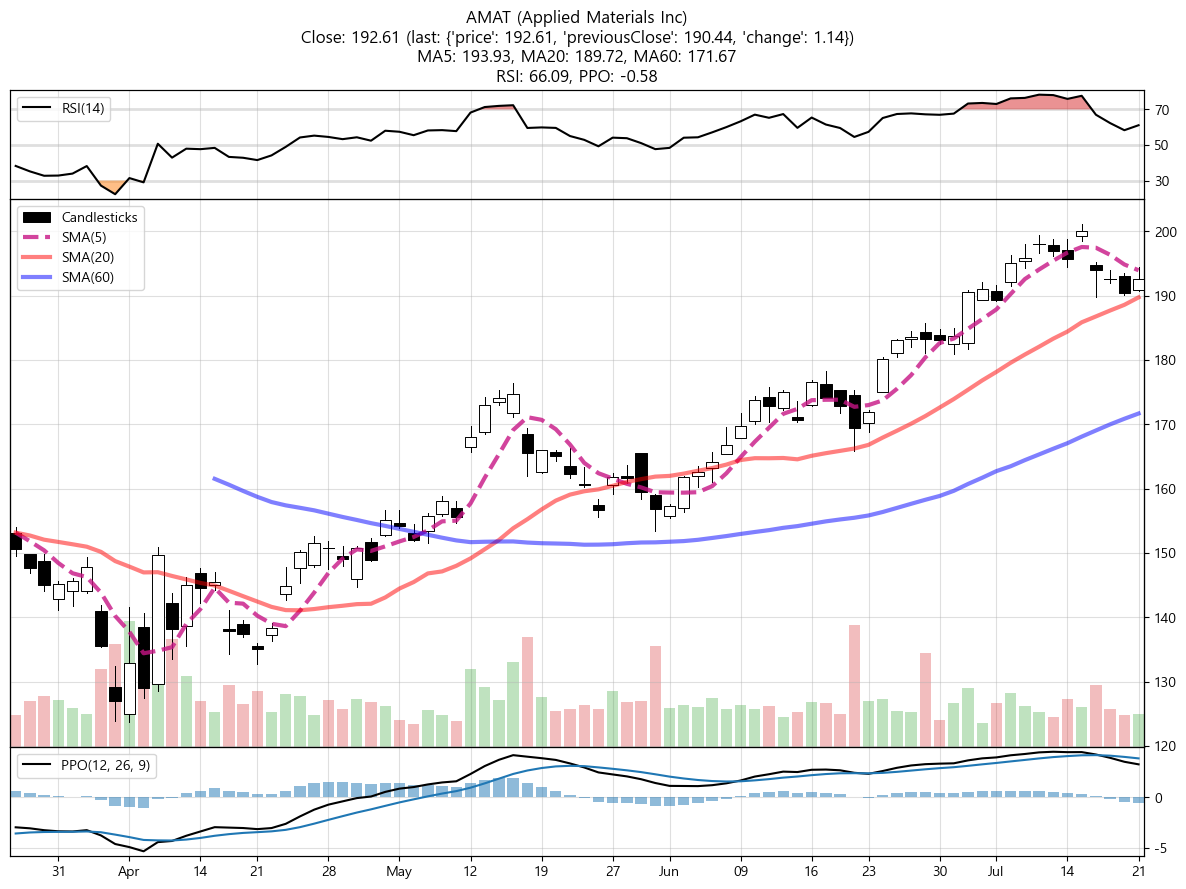 AMAT (Applied Materials Inc)
Close: 192.61 (last: {'price': 192.61, 'previousClose': 190.44, 'change': 1.14})
MA5: 193.93, MA20: 189.72, MA60: 171.67
RSI: 66.09, PPO: -0.58
RSI(14)
70
50
30
Candlesticks
SMA(5)
SMA(20)
SMA(60)
200
190
180
170
160
150
140
130
120
PPO(12, 26, 9)
0
-5
31 Apr 14 21 28 May 12 19 27 Jun 09 16 23 30 Jul 14 21